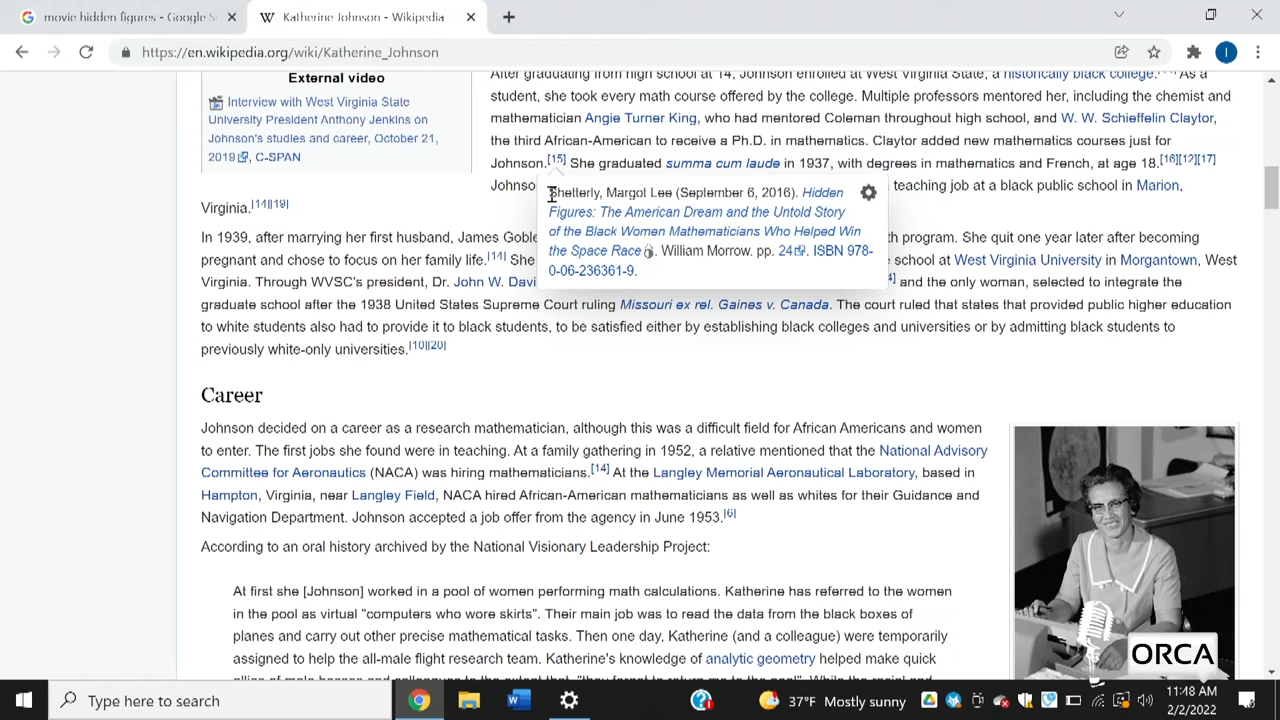 movie hidden figures - Google S
Katherine Johnson - Wikipedia
https://en.wikipedia.org/wiki/Katherine_Johnson
I
External video
Interview with West Virginia State
University President Anthony Jenkins on
Johnson's studies and career, October 21,
2019, C-SPAN
After graduating from high school at 14, Johnson enrolled at West Virginia State, a historically black college. As a
student, she took every math course offered by the college. Multiple professors mentored her, including the chemist and
mathematician Angie Turner King, who had mentored Coleman throughout high school, and W. W. Schieffelin Claytor,
the third African-American to receive a Ph.D. in mathematics. Claytor added new mathematics courses just for
Johnson.[15] She graduated summa cum laude in 1937, with degrees in mathematics and French, at age 18.[16][12][17]
Johnso teaching job at a black public school in Marion,
Virginia.[14][19]
Shetterly, Margot Lee (September 6, 2016). Hidden
Figures: The American Dream and the Untold Story
of the Black Women Mathematicians Who Helped Win
the Space Race. William Morrow. pp. 24. ISBN 978-
0-06-236361-9.
In 1939, after marrying her first husband, James Goble th program. She quit one year later after becoming
pregnant and chose to focus on her family life.[14] She school at West Virginia University in Morgantown, West
Virginia. Through WVSC's president, Dr. John W. Davi 4] and the only woman, selected to integrate the
graduate school after the 1938 United States Supreme Court ruling Missouri ex rel. Gaines v. Canada. The court ruled that states that provided public higher education
to white students also had to provide it to black students, to be satisfied either by establishing black colleges and universities or by admitting black students to
previously white-only universities.[10][20]
Career
Johnson decided on a career as a research mathematician, although this was a difficult field for African Americans and women
to enter. The first jobs she found were in teaching. At a family gathering in 1952, a relative mentioned that the National Advisory
Committee for Aeronautics (NACA) was hiring mathematicians.[14] At the Langley Memorial Aeronautical Laboratory, based in
Hampton, Virginia, near Langley Field, NACA hired African-American mathematicians as well as whites for their Guidance and
Navigation Department. Johnson accepted a job offer from the agency in June 1953.[6]
According to an oral history archived by the National Visionary Leadership Project:
At first she [Johnson] worked in a pool of women performing math calculations. Katherine has referred to the women
in the pool as virtual "computers who wore skirts". Their main job was to read the data from the black boxes of
planes and carry out other precise mathematical tasks. Then one day, Katherine (and a colleague) were temporarily
assigned to help the all-male flight research team. Katherine's knowledge of analytic geometry helped make quick
ORCA
Type here to search
37°F Mostly sunny
11:48 AM
2/2/2022